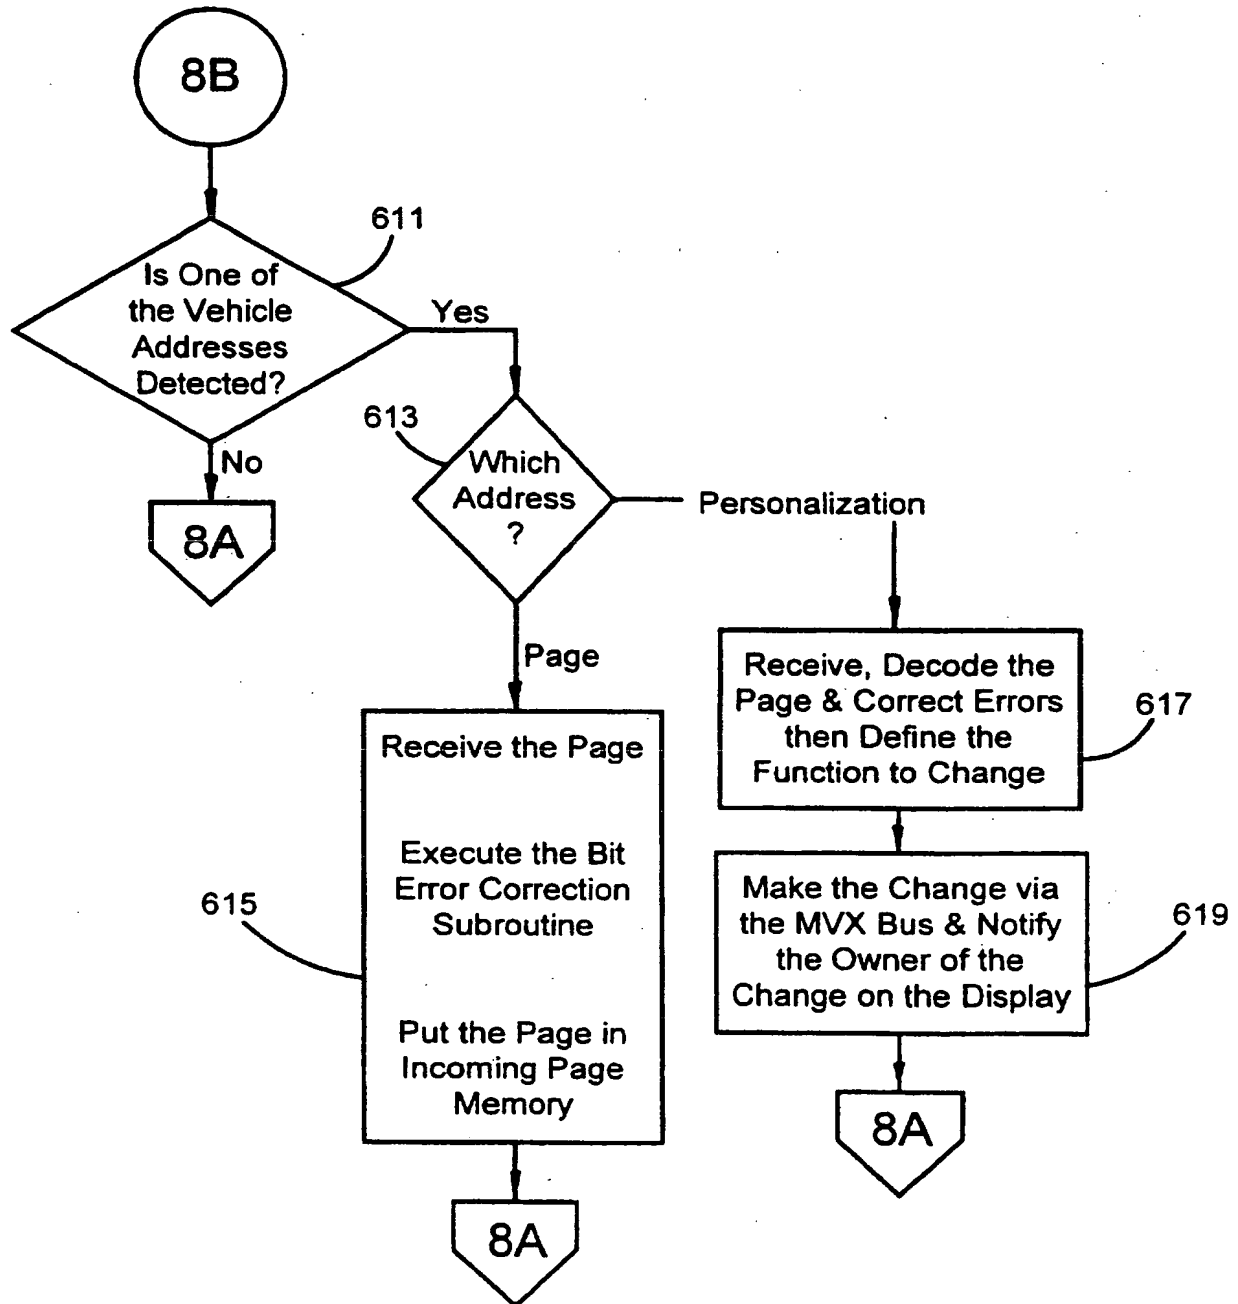 8B
611
Is One of
the Vehicle
Addresses
Detected?
Yes
No
8A
613
Which
Address
?
Personalization
Page
Receive the Page
Execute the Bit
Error Correction
Subroutine
Put the Page in
Incoming Page
Memory
615
8A
Receive, Decode the
Page & Correct Errors
then Define the
Function to Change
617
Make the Change via
the MVX Bus & Notify
the Owner of the
Change on the Display
619
8A